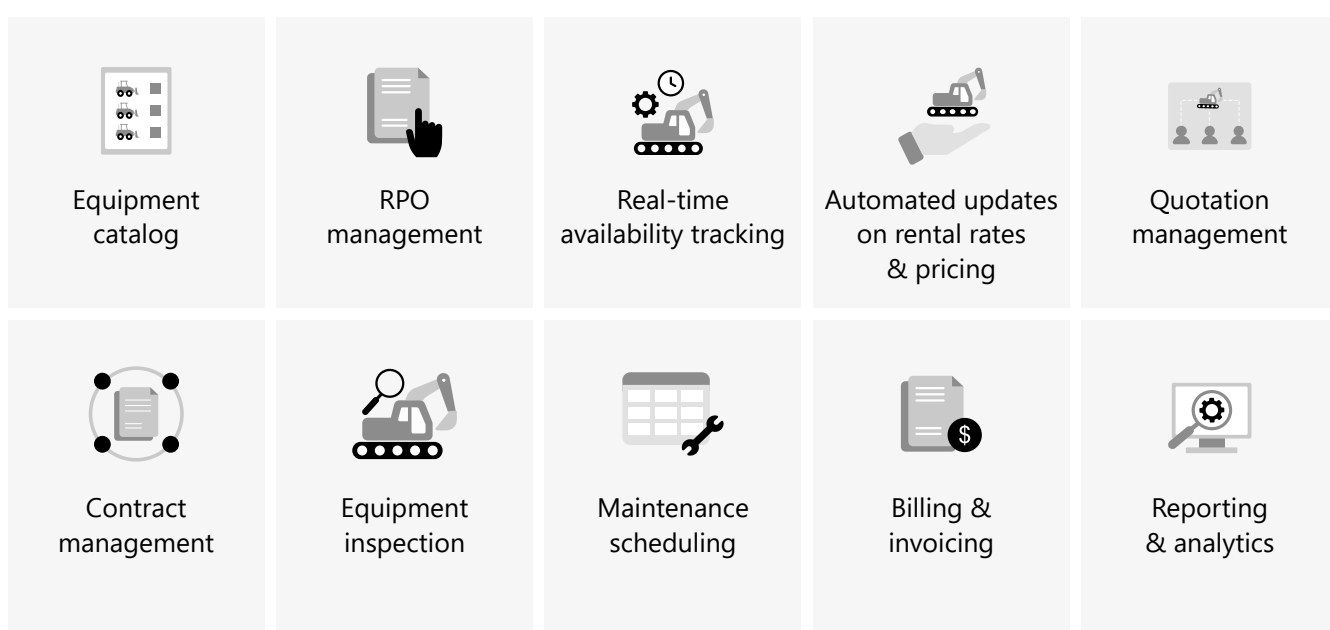 Equipment
catalog
RPO
management
Real-time
availability tracking
Automated updates
on rental rates
& pricing
Quotation
management
Contract
management
Equipment
inspection
Maintenance
scheduling
$
Billing &
invoicing
Reporting
& analytics